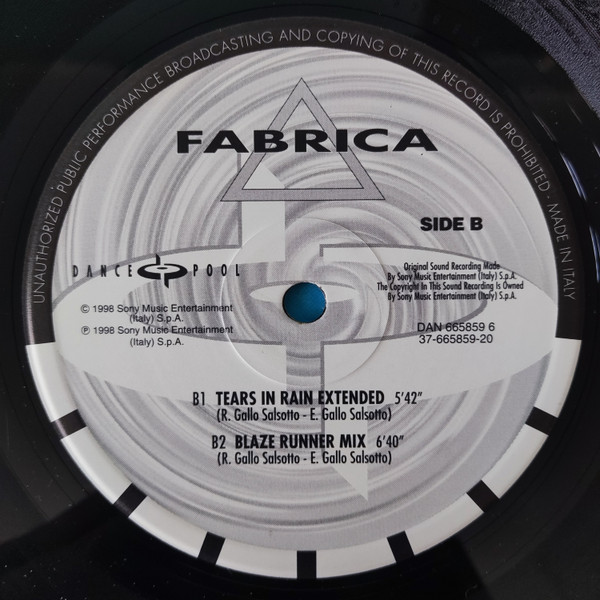 UNAUTHORIZED PUBLIC PERFORMANCE BROADCASTING AND COPYING OF THIS RECORD IS PROHIBITED - MADE IN ITALY
FABRICA
SIDE B
DANCE POOL
Original Sound Recording Made
By Sony Music Entertainment (Italy) S.p.A.
The Copyright In This Sound Recording Is Owned
By Sony Music Entertainment (Italy) S.p.A.
© 1998 Sony Music Entertainment
(Italy) S.p.A.
℗ 1998 Sony Music Entertainment
(Italy) S.p.A.
DAN 665859 6
37-665859-20
B1 TEARS IN RAIN EXTENDED 5'42"
(R. Gallo Salsotto - E. Gallo Salsotto)
B2 BLAZE RUNNER MIX 6'40"
(R. Gallo Salsotto - E. Gallo Salsotto)